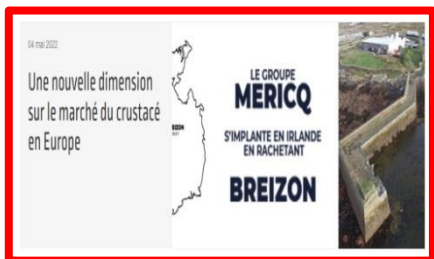 04 mai 2022
Une nouvelle dimension
sur le marché du crustacé
en Europe
LE GROUPE
MERICQ
S'IMPLANTE EN IRLANDE
EN RACHETANT
BREIZON